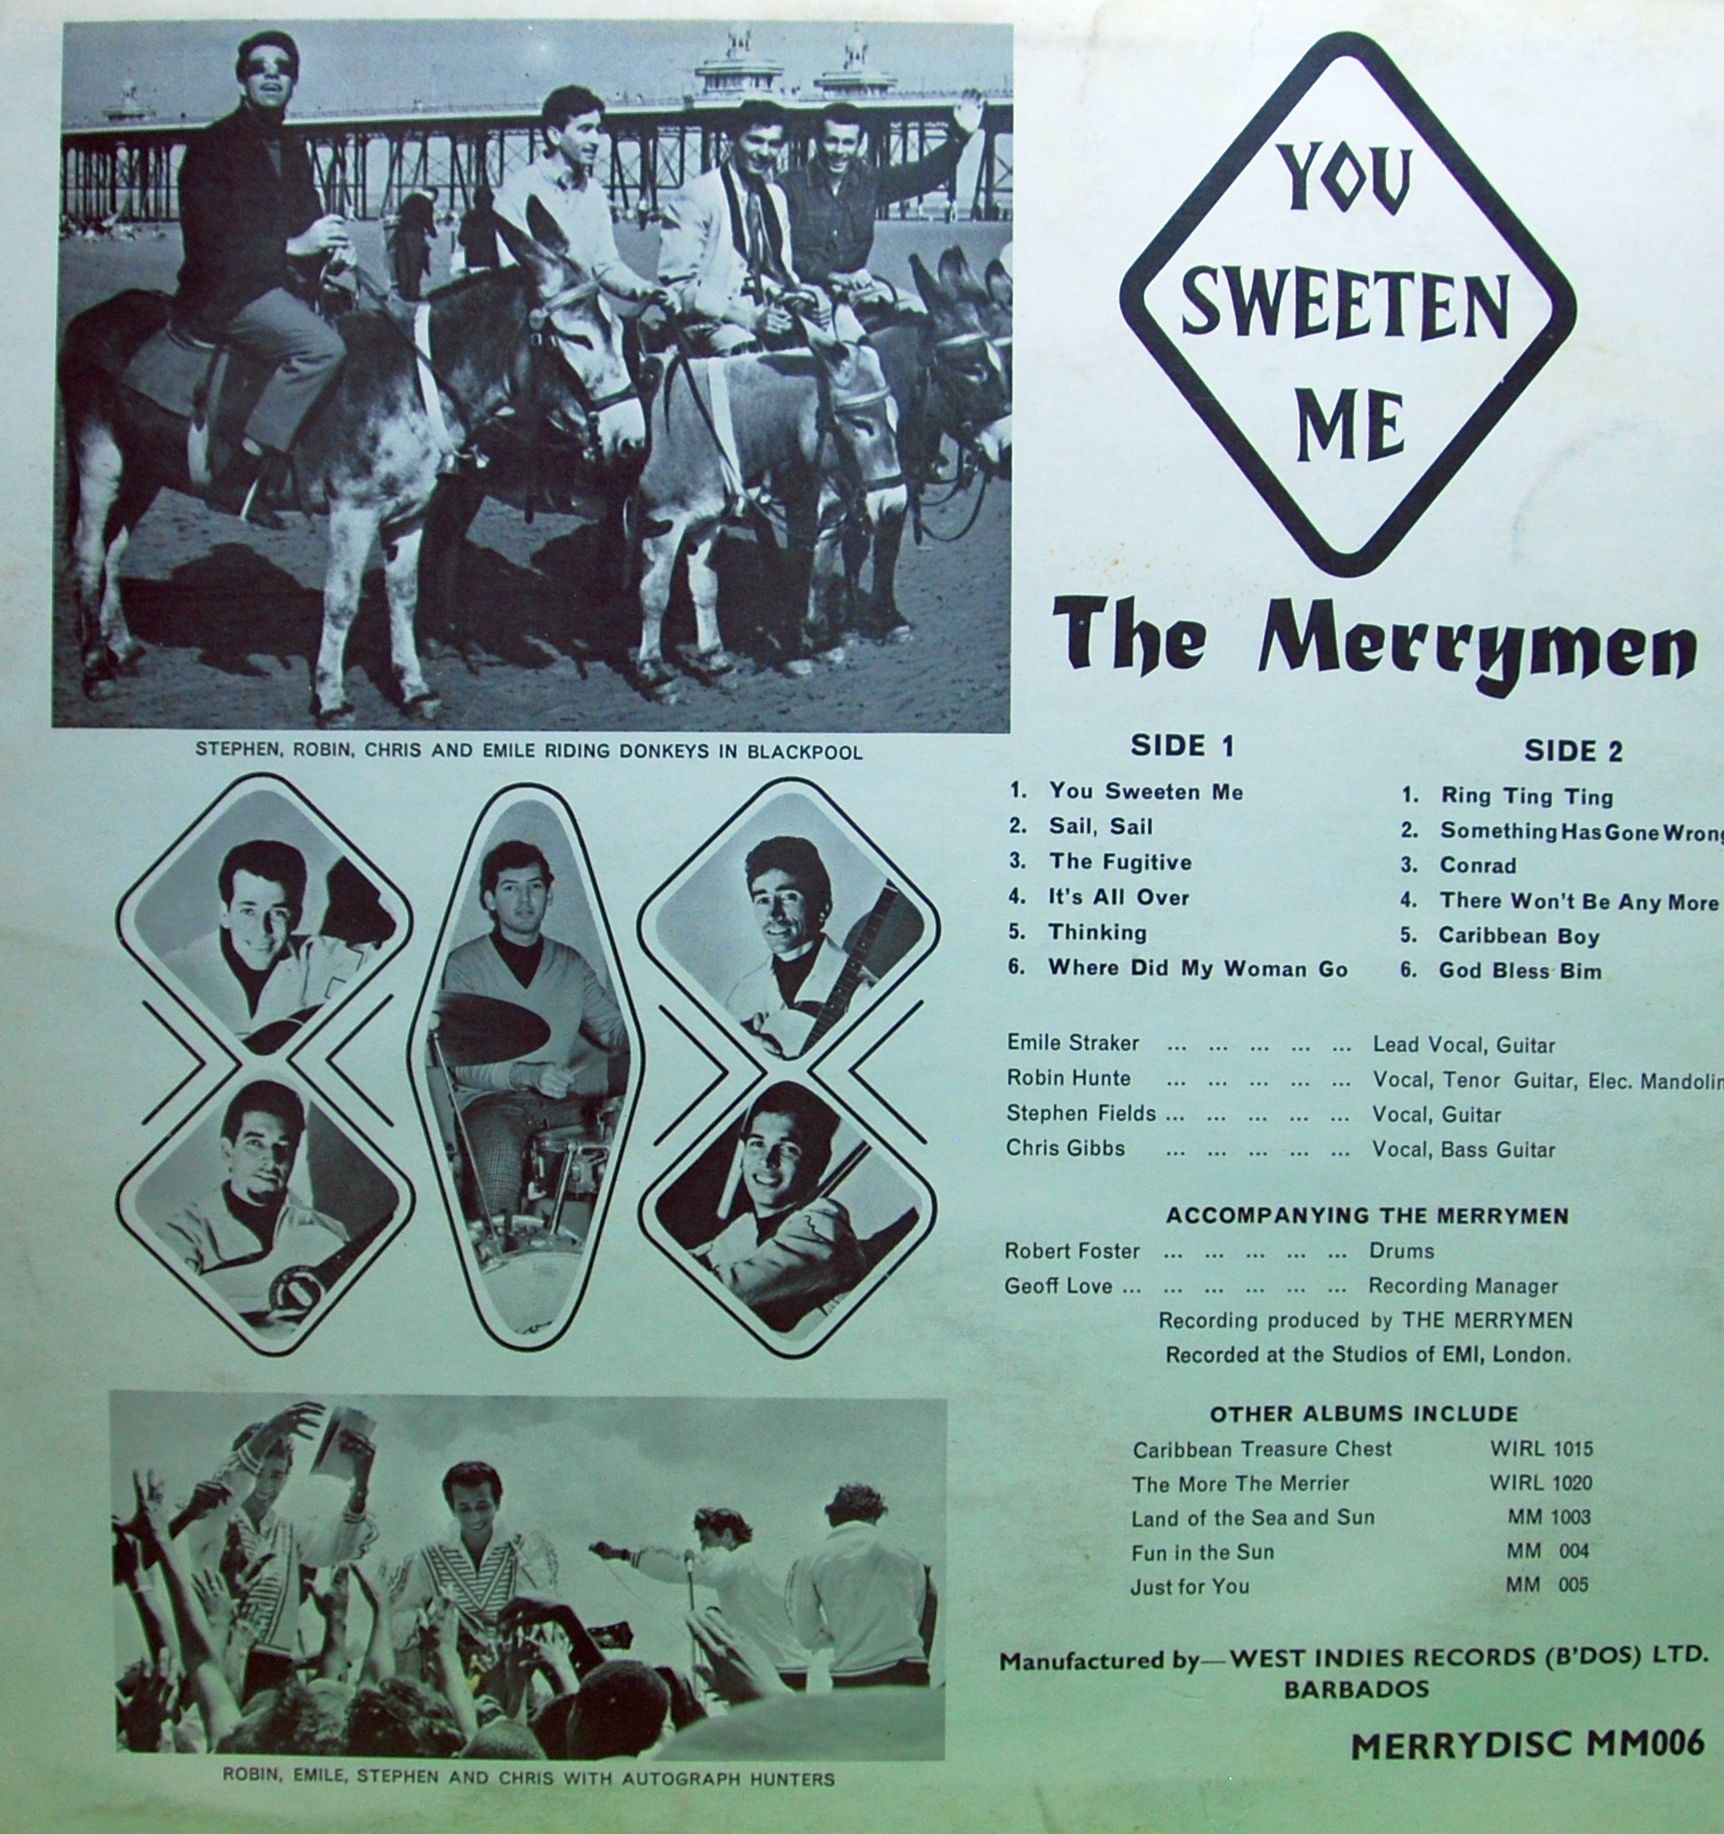 YOU
SWEETEN
ME
The Merrymen
STEPHEN, ROBIN, CHRIS AND EMILE RIDING DONKEYS IN BLACKPOOL
SIDE 1
1. You Sweeten Me
2. Sail, Sail
3. The Fugitive
4. It's All Over
5. Thinking
6. Where Did My Woman Go
SIDE 2
1. Ring Ting Ting
2. Something Has Gone Wrong
3. Conrad
4. There Won't Be Any More
5. Caribbean Boy
6. God Bless Bim
Emile Straker ... ... ... ... ... Lead Vocal, Guitar
Robin Hunte ... ... ... ... ... Vocal, Tenor Guitar, Elec. Mandolin
Stephen Fields ... ... ... ... ... Vocal, Guitar
Chris Gibbs ... ... ... ... ... Vocal, Bass Guitar
ACCOMPANYING THE MERRYMEN
Robert Foster ... ... ... ... ... Drums
Geoff Love ... ... ... ... ... ... Recording Manager
Recording produced by THE MERRYMEN
Recorded at the Studios of EMI, London.
OTHER ALBUMS INCLUDE
Caribbean Treasure Chest WIRL 1015
The More The Merrier WIRL 1020
Land of the Sea and Sun MM 1003
Fun in the Sun MM 004
Just for You MM 005
Manufactured by—WEST INDIES RECORDS (B'DOS) LTD.
BARBADOS
MERRYDISC MM006
ROBIN, EMILE, STEPHEN AND CHRIS WITH AUTOGRAPH HUNTERS